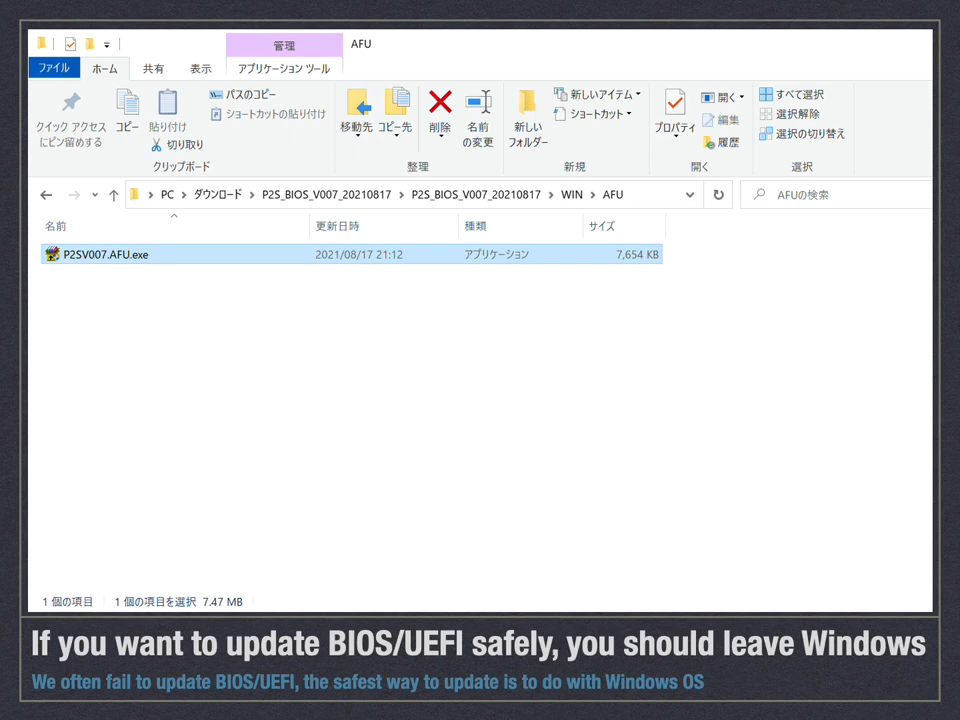 管理
AFU
ファイル
ホーム
共有
表示
アプリケーション ツール
クイック アクセス
にピン留めする
コピー
貼り付け
パスのコピー
ショートカットの貼り付け
切り取り
クリップボード
移動先
コピー先
削除
名前
の変更
整理
新しい
フォルダー
新しいアイテム
ショートカット
新規
プロパティ
開く
編集
履歴
開く
すべて選択
選択解除
選択の切り替え
選択
PC > ダウンロード > P2S_BIOS_V007_20210817 > P2S_BIOS_V007_20210817 > WIN > AFU
AFUの検索
名前 更新日時 種類 サイズ
P2SV007.AFU.exe 2021/08/17 21:12 アプリケーション 7,654 KB
1 個の項目 1 個の項目を選択 7.47 MB
If you want to update BIOS/UEFI safely, you should leave Windows
We often fail to update BIOS/UEFI, the safest way to update is to do with Windows OS